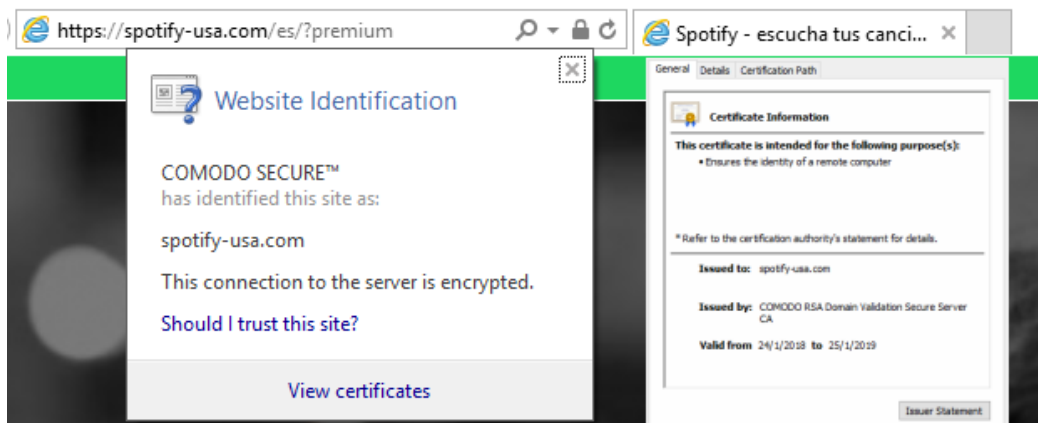 https://spotify-usa.com/es/?premium
Spotify - escucha tus canci...
Website Identification
COMODO SECURE™
has identified this site as:
spotify-usa.com
This connection to the server is encrypted.
Should I trust this site?
View certificates
General Details Certification Path
Certificate Information
This certificate is intended for the following purpose(s):
• Ensures the identity of a remote computer
* Refer to the certification authority's statement for details.
Issued to: spotify-usa.com
Issued by: COMODO RSA Domain Validation Secure Server
CA
Valid from 24/1/2018 to 25/1/2019
Issuer Statement